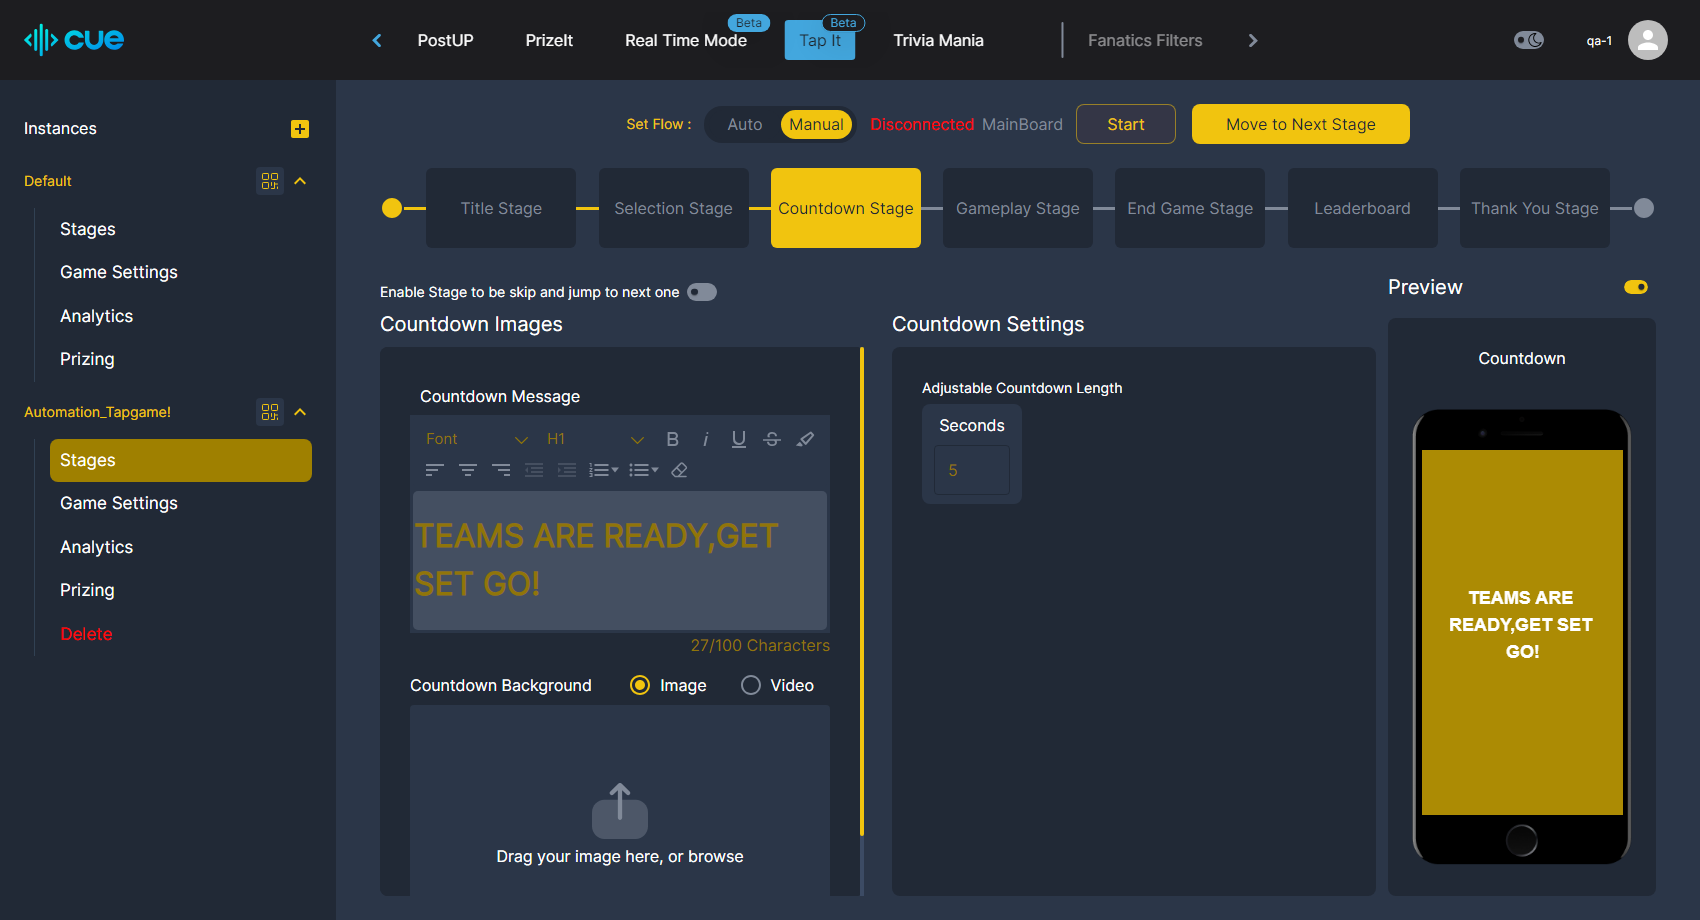 cue
PostUP
PrizeIt
Real Time Mode
Beta
Tap It
Beta
Trivia Mania
Fanatics Filters
qa-1
Instances
Default
Stages
Game Settings
Analytics
Prizing
Automation_Tapgame!
Stages
Game Settings
Analytics
Prizing
Delete
Set Flow :
Auto
Manual
Disconnected MainBoard
Start
Move to Next Stage
Title Stage
Selection Stage
Countdown Stage
Gameplay Stage
End Game Stage
Leaderboard
Thank You Stage
Enable Stage to be skip and jump to next one
Countdown Images
Countdown Message
Font
H1
B
i
U
S
TEAMS ARE READY,GET
SET GO!
27/100 Characters
Countdown Background
Image
Video
Drag your image here, or browse
Countdown Settings
Adjustable Countdown Length
Seconds
5
Preview
Countdown
TEAMS ARE
READY,GET SET
GO!